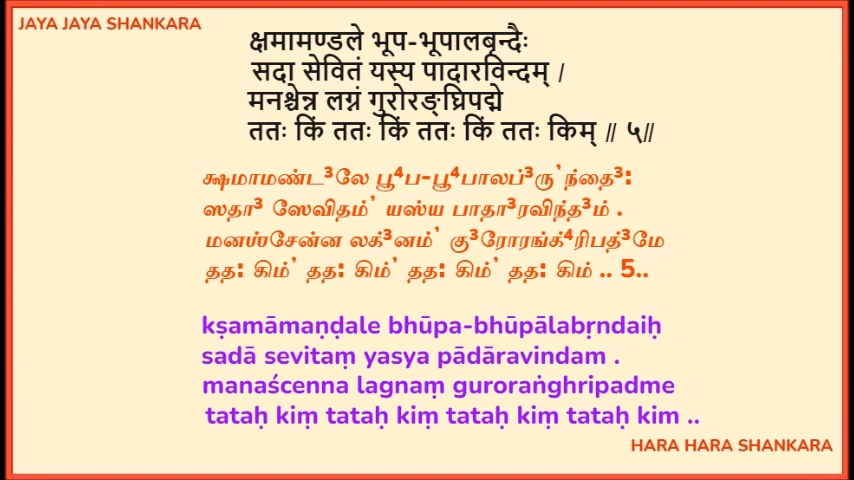 JAYA JAYA SHANKARA
क्षमामण्डले भूप-भूपालबृन्दैः
सदा सेवितं यस्य पादारविन्दम् /
मनश्चेन्न लग्नं गुरोरङ्घ्रिपद्मे
ततः किं ततः किं ततः किं ततः किम् // ५//
க்ஷமாமண்ட³லே பூ⁴ப-பூ⁴பாலப்³ருʼந்தை³:
ஸதா³ ஸேவிதம்ʼ யஸ்ய பாதா³ரவிந்த³ம் .
மனஶ்சேன்ன லக்³னம்ʼ கு³ரோரங்க்⁴ரிபத்³மே
தத: கிம்ʼ தத: கிம்ʼ தத: கிம்ʼ தத: கிம் .. 5..
kṣamāmaṇḍale bhūpa-bhūpālabṛndaiḥ
sadā sevitaṃ yasya pādāravindam .
manaścenna lagnaṃ guroraṅghripadme
tataḥ kiṃ tataḥ kiṃ tataḥ kiṃ tataḥ kim ..
HARA HARA SHANKARA